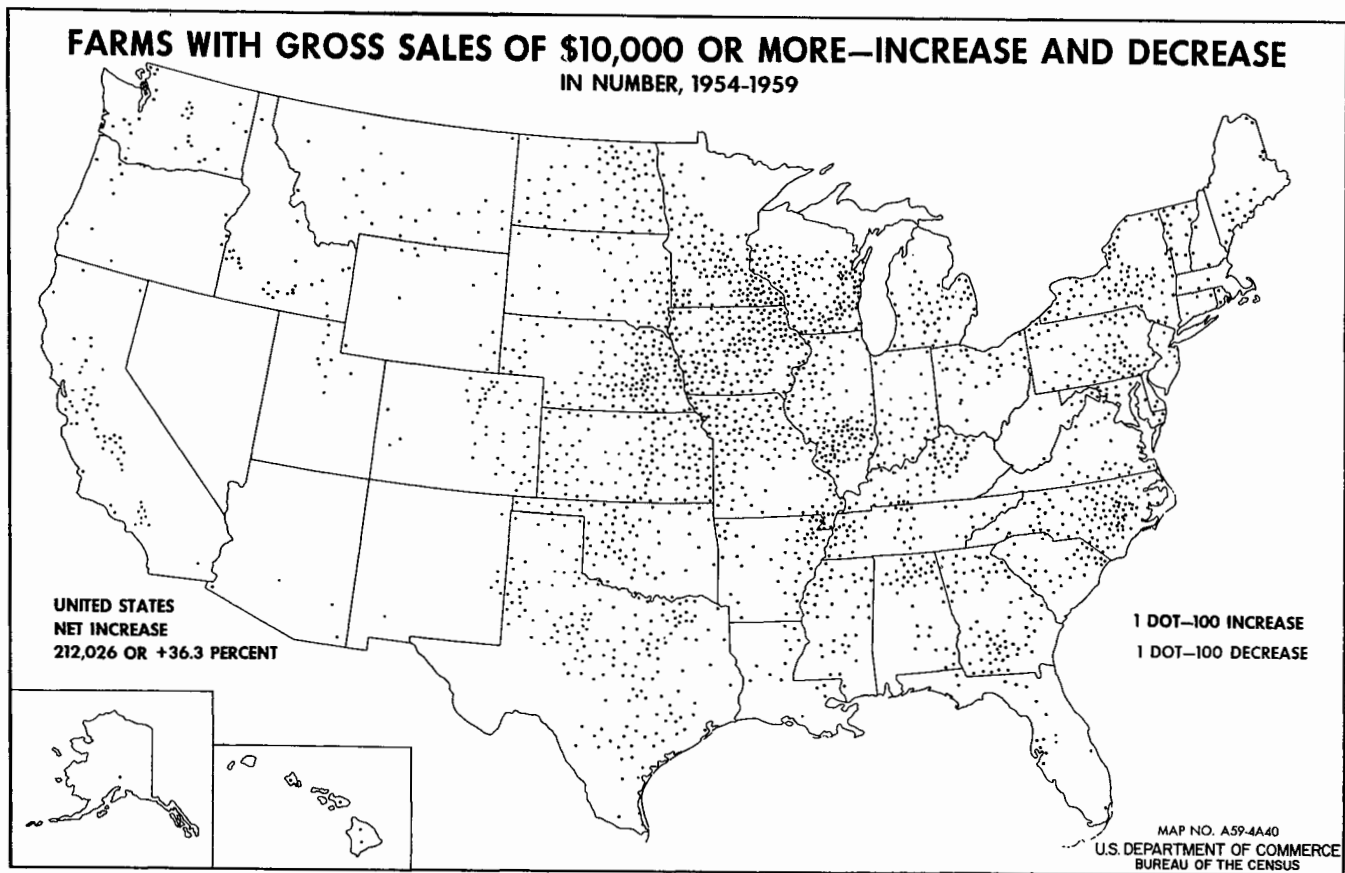 FARMS WITH GROSS SALES OF $10,000 OR MORE—INCREASE AND DECREASE
IN NUMBER, 1954-1959
UNITED STATES
NET INCREASE
212,026 OR +36.3 PERCENT
1 DOT—100 INCREASE
1 DOT—100 DECREASE
MAP NO. A59-4A40
U.S. DEPARTMENT OF COMMERCE
BUREAU OF THE CENSUS